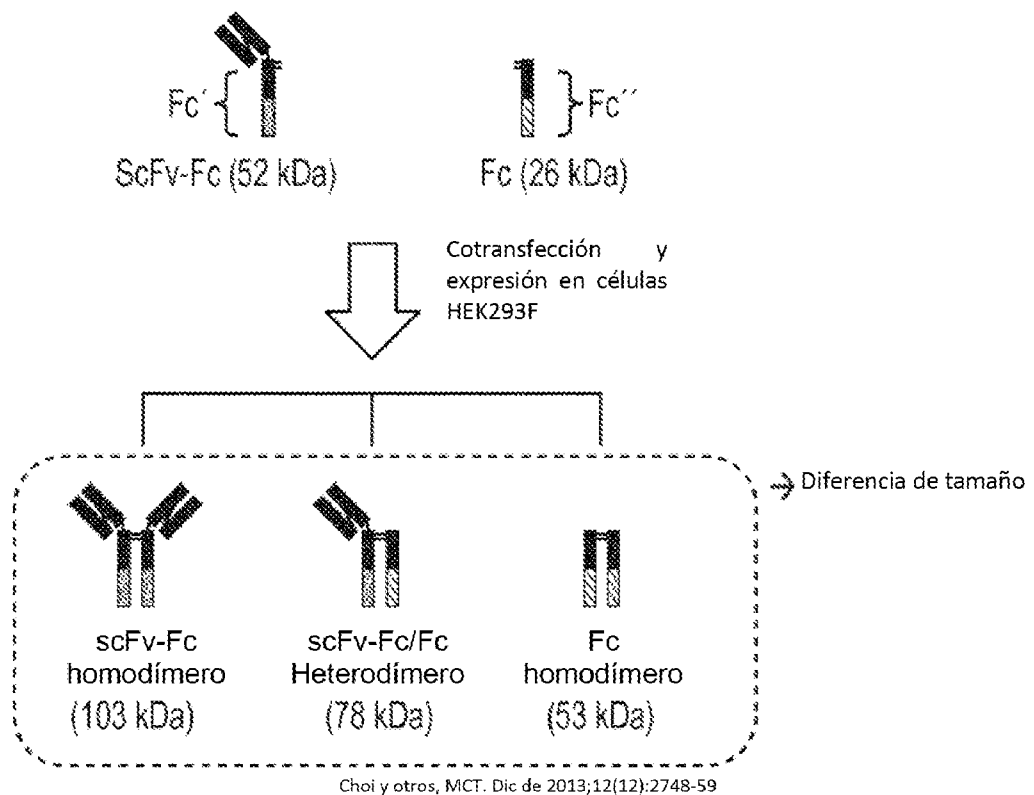 Fc´
Fc´´
ScFv-Fc (52 kDa)
Fc (26 kDa)
Cotransfección y
expresión en células
HEK293F
Diferencia de tamaño
scFv-Fc
homodímero
(103 kDa)
scFv-Fc/Fc
Heterodímero
(78 kDa)
Fc
homodímero
(53 kDa)
Choi y otros, MCT. Dic de 2013;12(12):2748-59